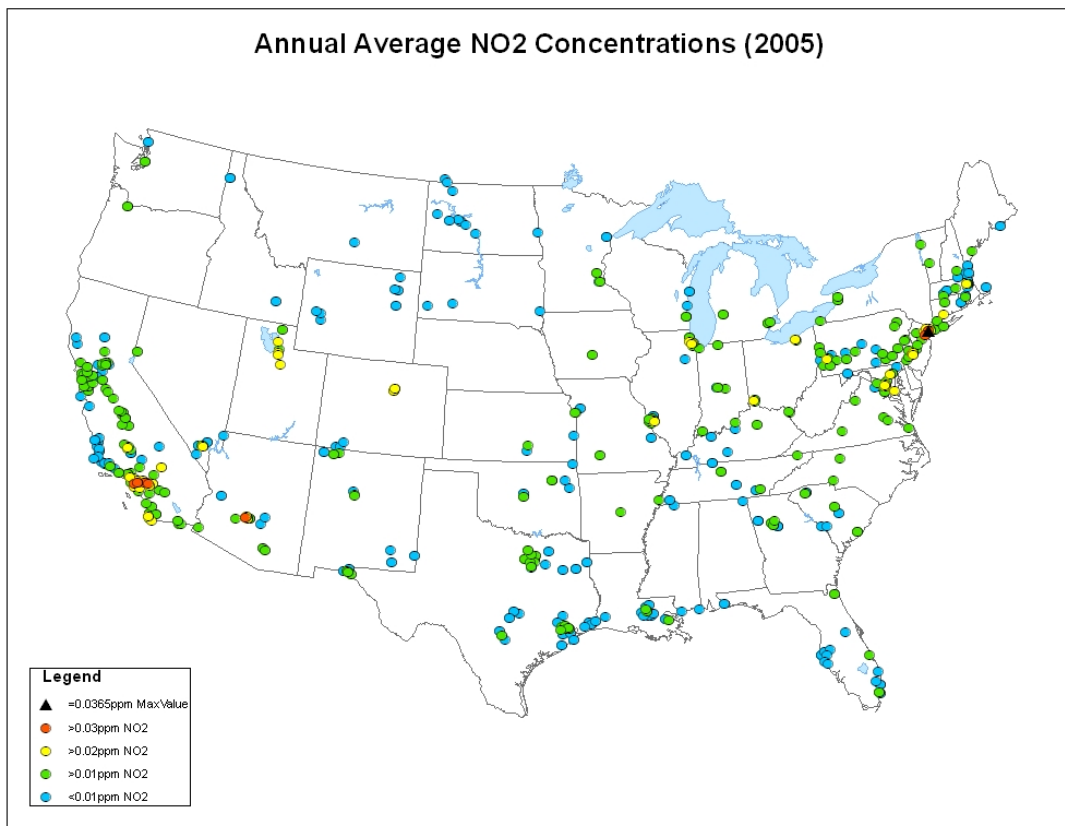 Annual Average NO2 Concentrations (2005)
Legend
=0.0365ppm MaxValue
>0.03ppm NO2
>0.02ppm NO2
>0.01ppm NO2
<0.01ppm NO2